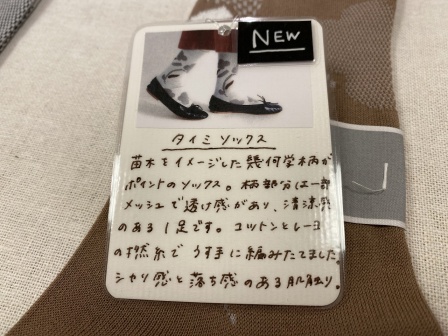 NEW
タイミソックス
苗木をイメージした幾何学柄が
ポイントのソックス。柄部分は一部
メッシュで透け感があり、清涼感
のある1足です。コットンとレーヨ
の撚糸でうす手に編みたてました
シャリ感と落ち感のある肌触り。